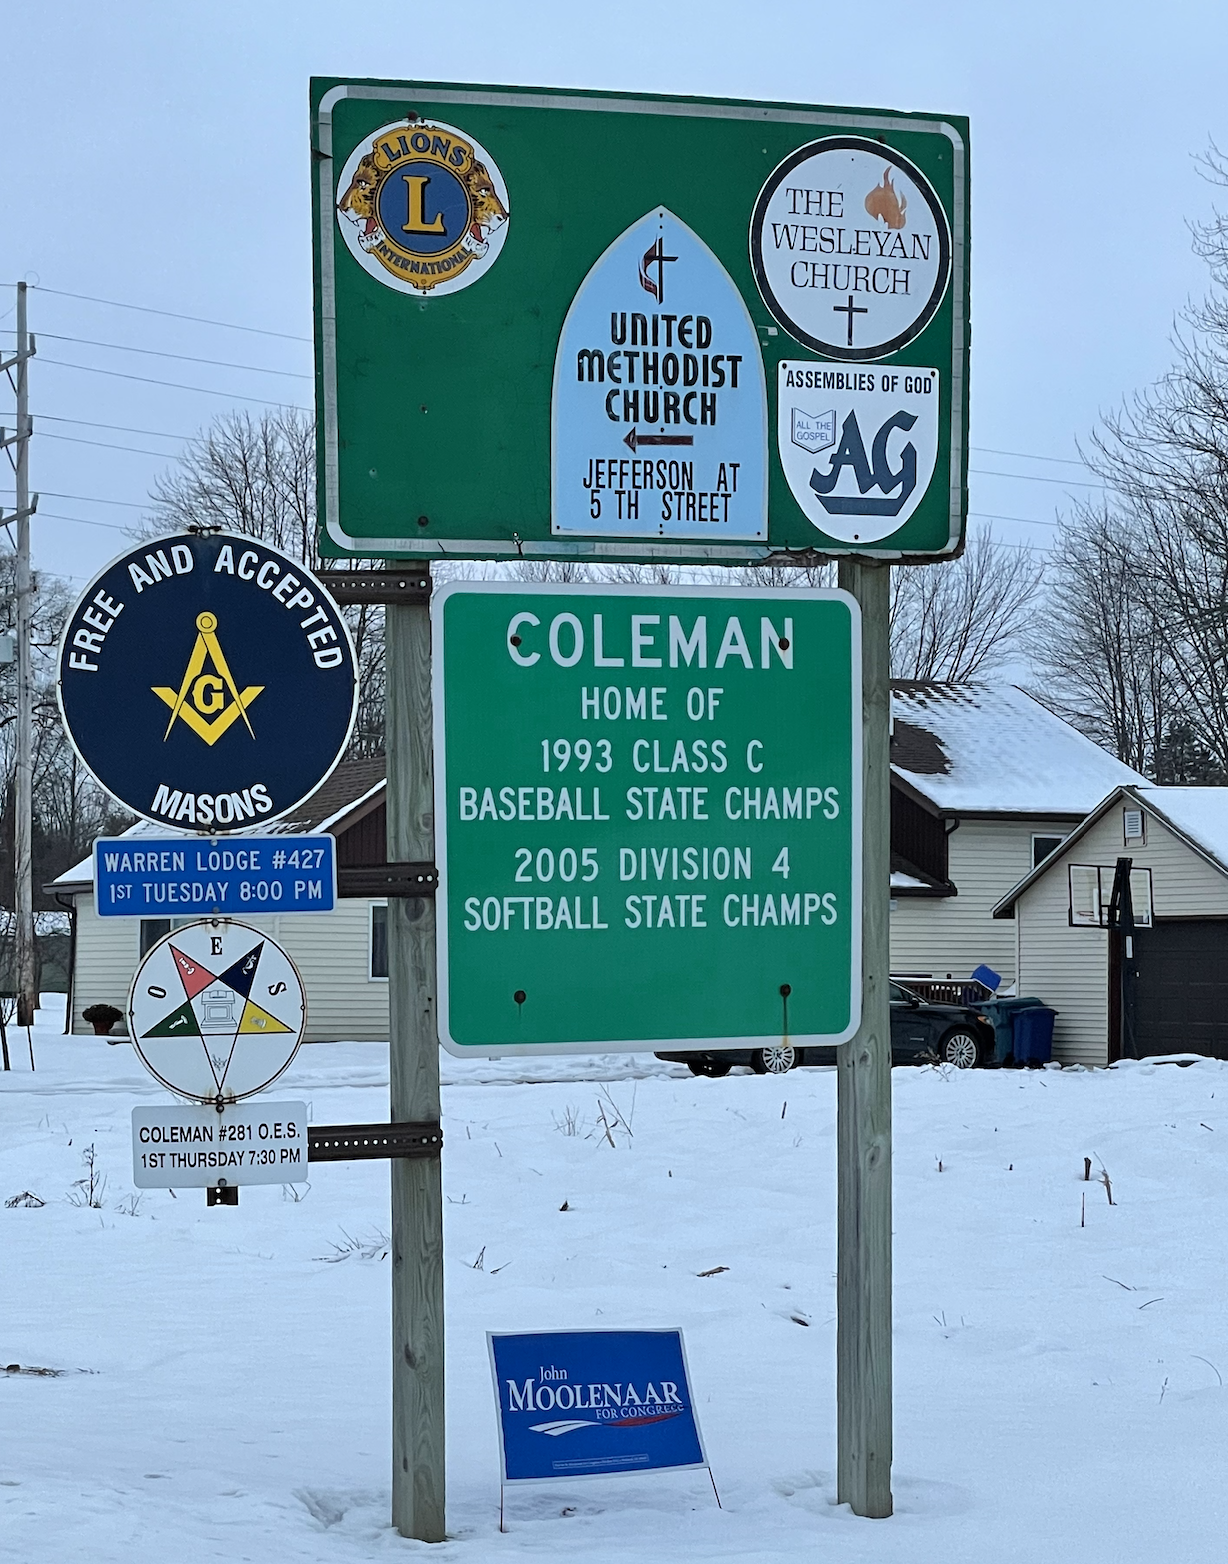 LIONS
L
INTERNATIONAL
THE
WESLEYAN
CHURCH
UNITED
METHODIST
CHURCH
JEFFERSON AT
5 TH STREET
ASSEMBLIES OF GOD
ALL THE
GOSPEL
AG
FREE AND ACCEPTED
G
MASONS
WARREN LODGE #427
1ST TUESDAY 8:00 PM
O E S
COLEMAN #281 O.E.S.
1ST THURSDAY 7:30 PM
COLEMAN
HOME OF
1993 CLASS C
BASEBALL STATE CHAMPS
2005 DIVISION 4
SOFTBALL STATE CHAMPS
John
MOOLENAAR
FOR CONGRESS